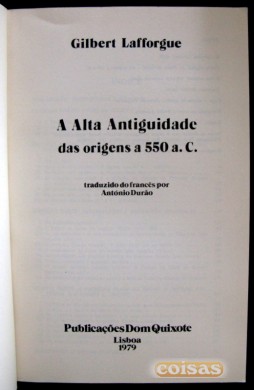 Gilbert Lafforgue
A Alta Antiguidade
das origens a 550 a. C.
traduzido do francês por
António Durão
Publicações Dom Quixote
Lisboa
1979
coisas